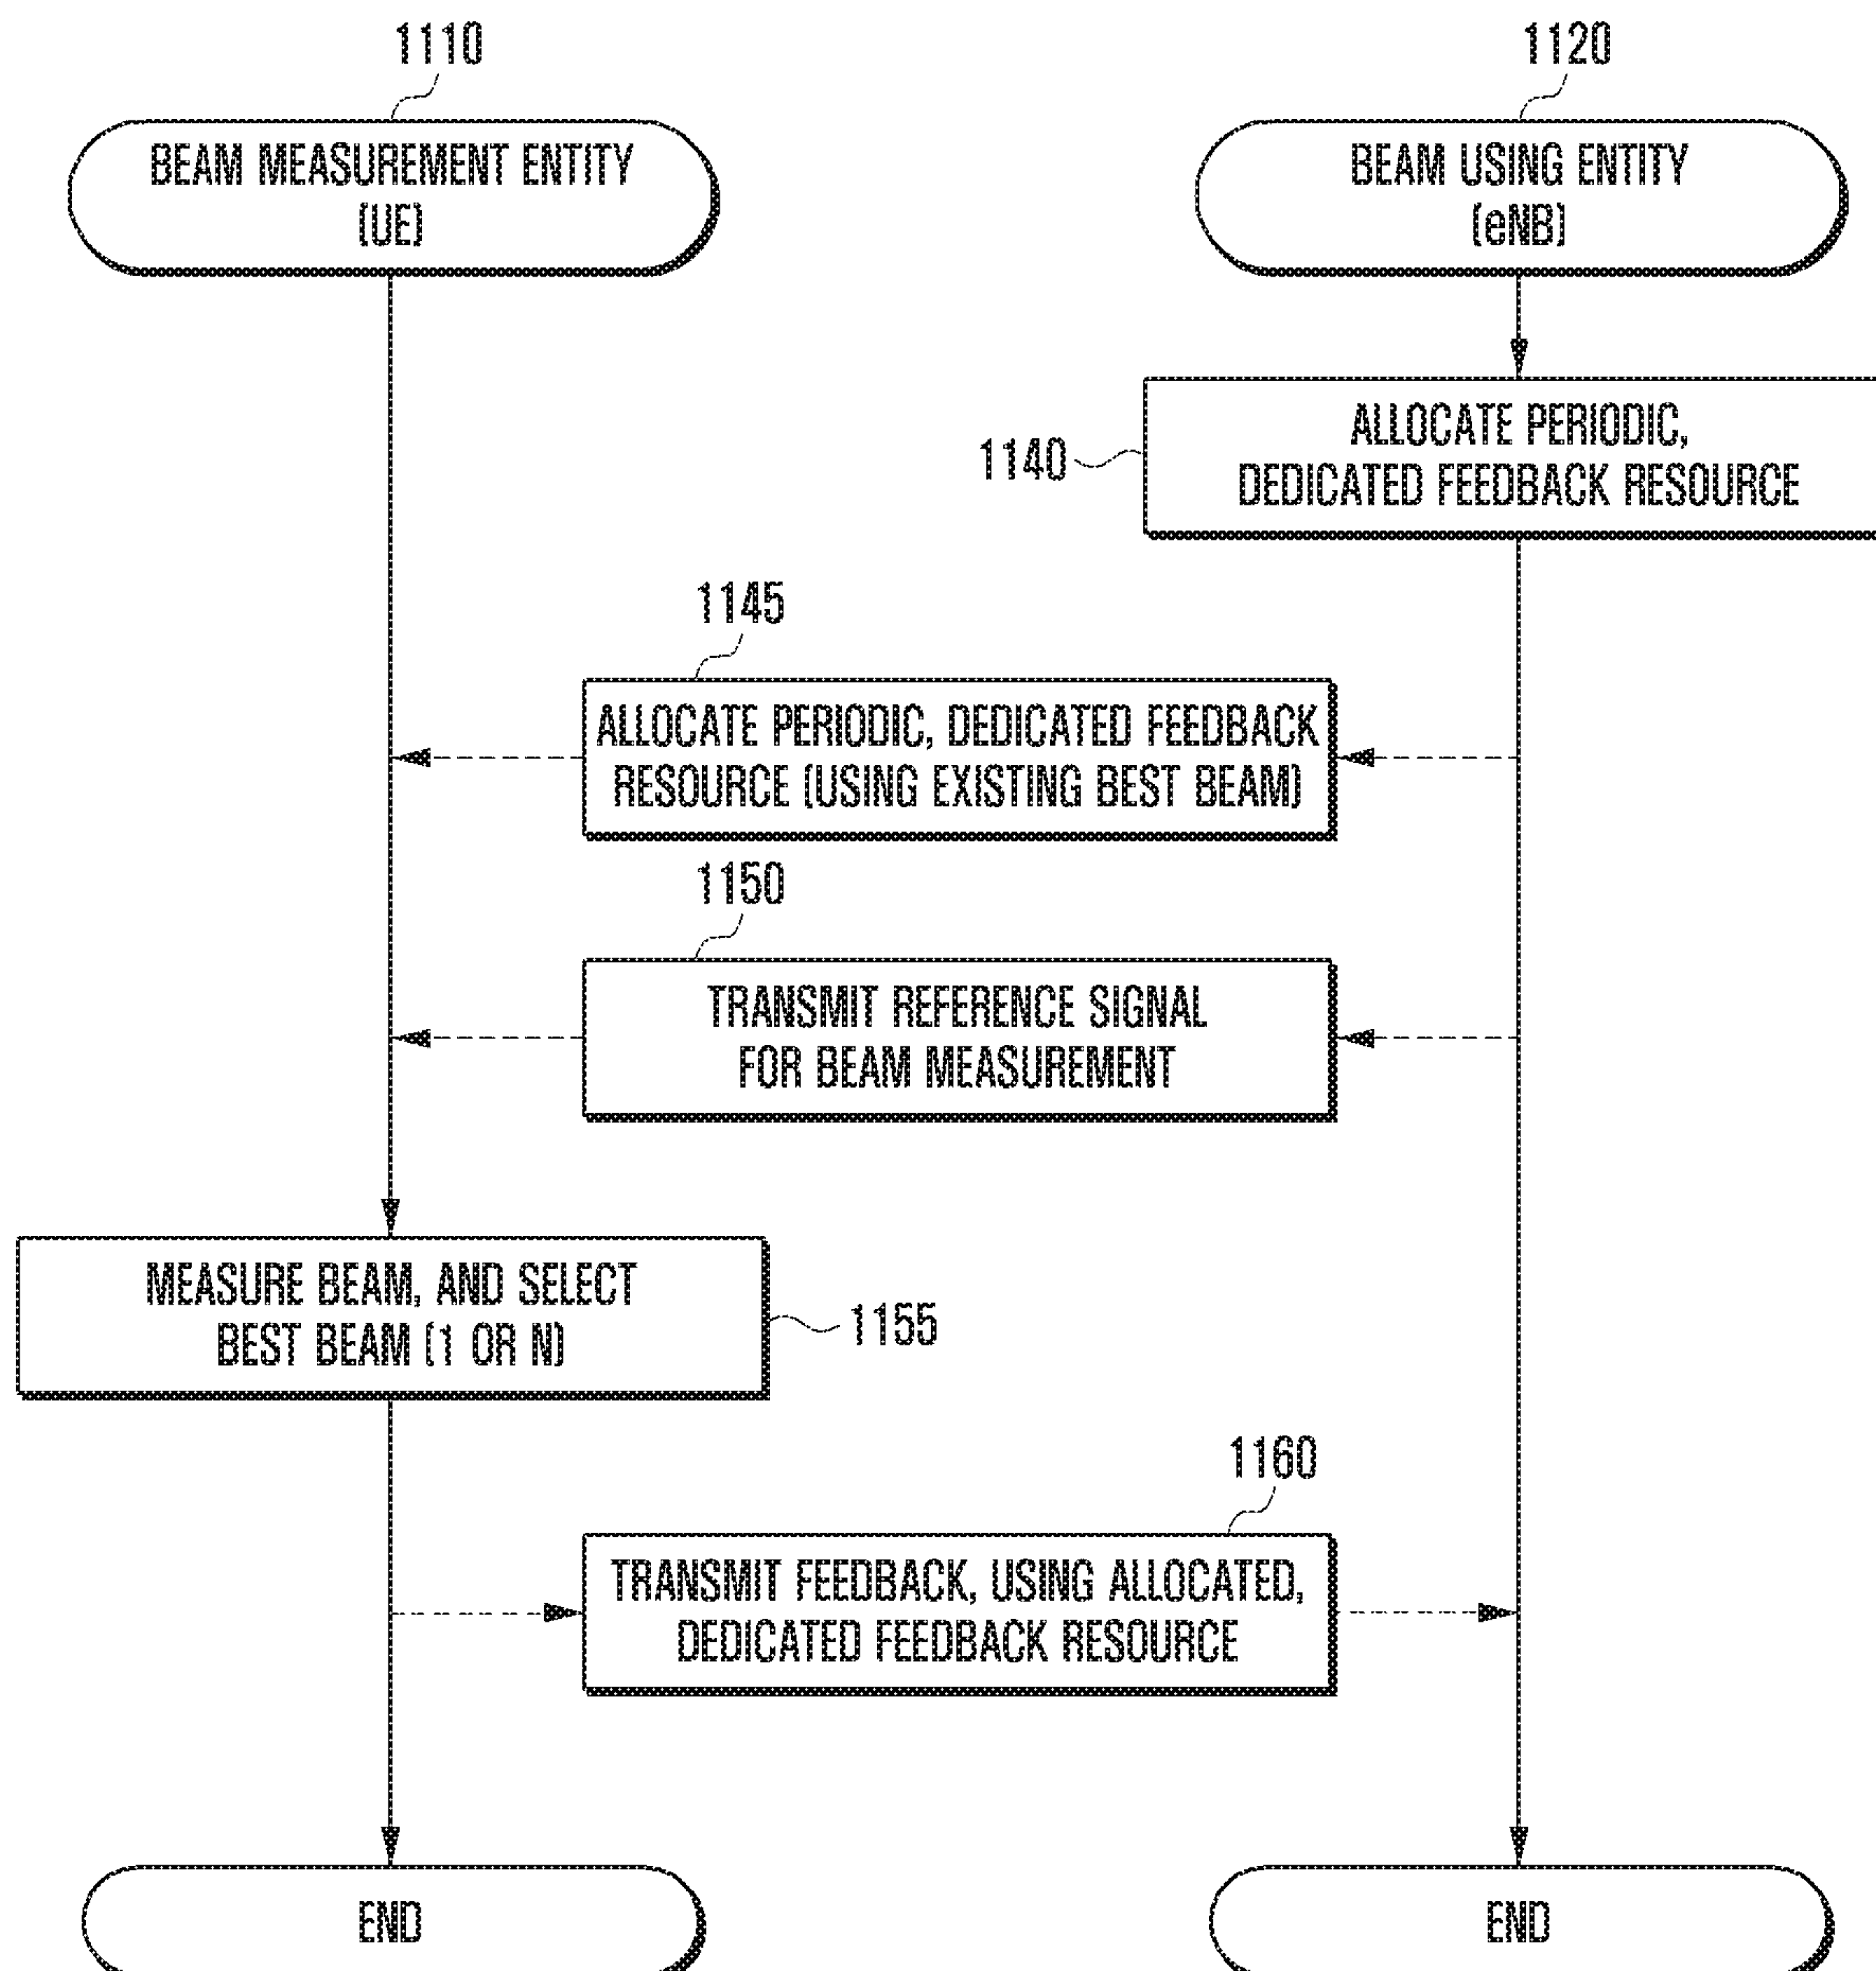 1110
1120
BEAM MEASUREMENT ENTITY
(UE)
BEAM USING ENTITY
(eNB)
ALLOCATE PERIODIC,
DEDICATED FEEDBACK RESOURCE
1140
1145
ALLOCATE PERIODIC, DEDICATED FEEDBACK
RESOURCE (USING EXISTING BEST BEAM)
1150
TRANSMIT REFERENCE SIGNAL
FOR BEAM MEASUREMENT
MEASURE BEAM, AND SELECT
BEST BEAM (1 OR N)
1155
1160
TRANSMIT FEEDBACK, USING ALLOCATED,
DEDICATED FEEDBACK RESOURCE
END
END